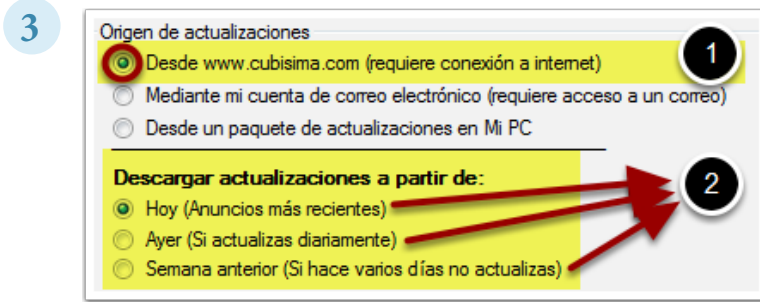 3
Origen de actualizaciones
Desde www.cubisima.com (requiere conexión a internet)
1
Mediante mi cuenta de correo electrónico (requiere acceso a un correo)
Desde un paquete de actualizaciones en Mi PC
Descargar actualizaciones a partir de:
2
Hoy (Anuncios más recientes)
Ayer (Si actualizas diariamente)
Semana anterior (Si hace varios días no actualizas)